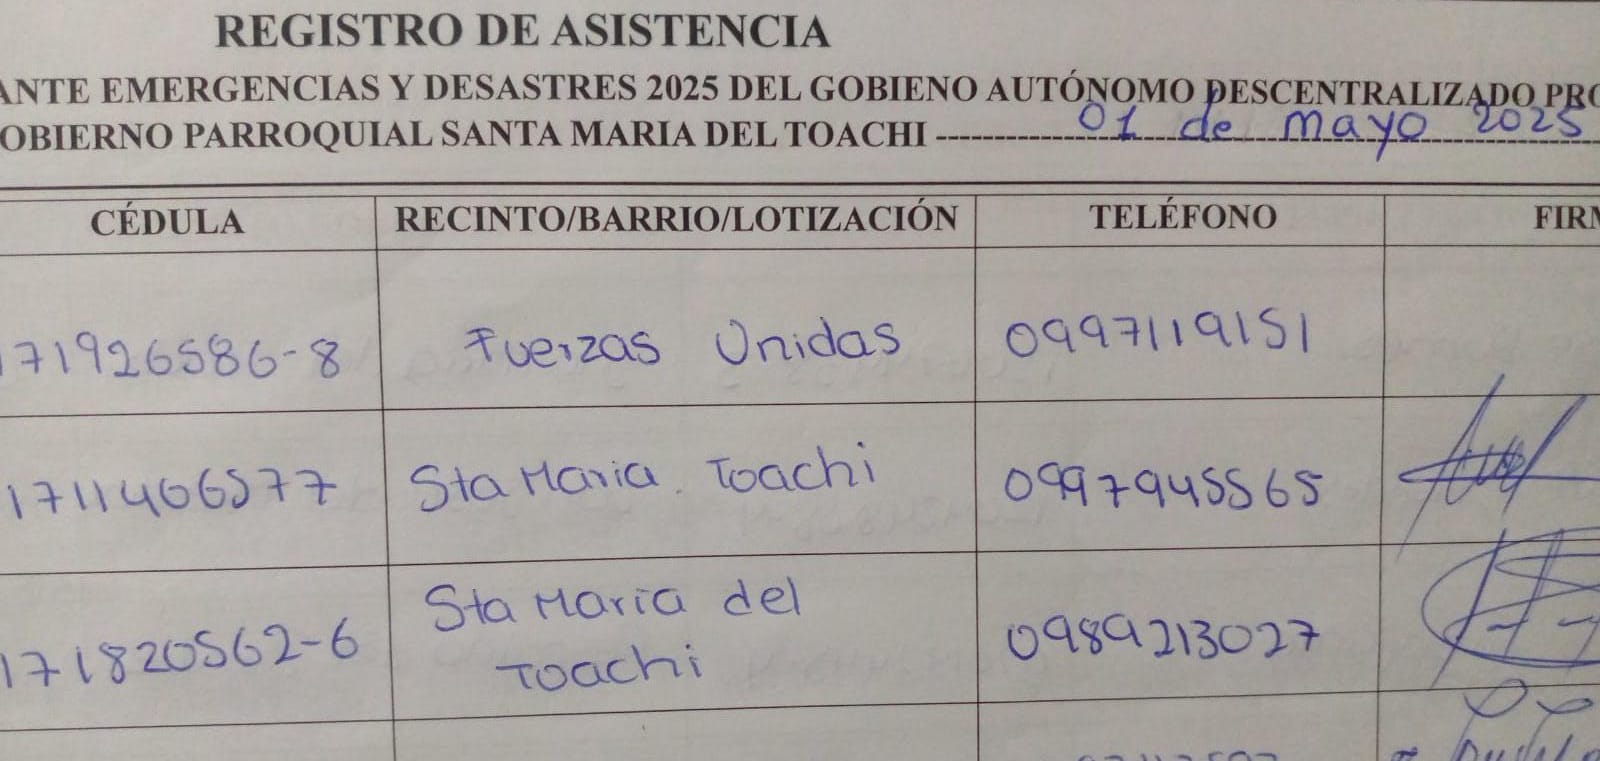 REGISTRO DE ASISTENCIA
ANTE EMERGENCIAS Y DESASTRES 2025 DEL GOBIENO AUTÓNOMO DESCENTRALIZADO PRO
OBIERNO PARROQUIAL SANTA MARIA DEL TOACHI 01 de mayo 2025
CÉDULA RECINTO/BARRIO/LOTIZACIÓN TELÉFONO FIRM
171926586-8 Fuerzas Unidas 0997119151
1711406577 Sta Maria. Toachi 0997945565
171820562-6 Sta Maria del Toachi 0989213027